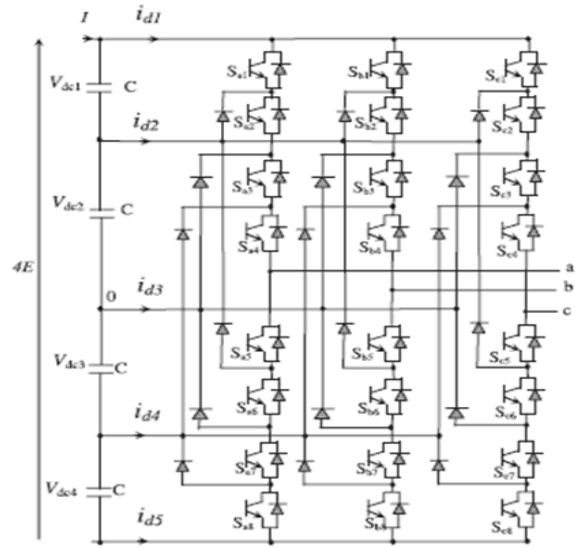 I
i_d1
V_dc1
C
S_a1
S_b1
S_c1
i_d2
S_a2
S_b2
S_c2
V_dc2
C
S_a3
S_b3
S_c3
S_a4
S_b4
S_c4
4E
0
i_d3
a
b
c
V_dc3
C
S_a5
S_b5
S_c5
i_d4
S_a6
S_b6
S_c6
V_dc4
C
S_a7
S_b7
S_c7
i_d5
S_a8
S_b8
S_c8